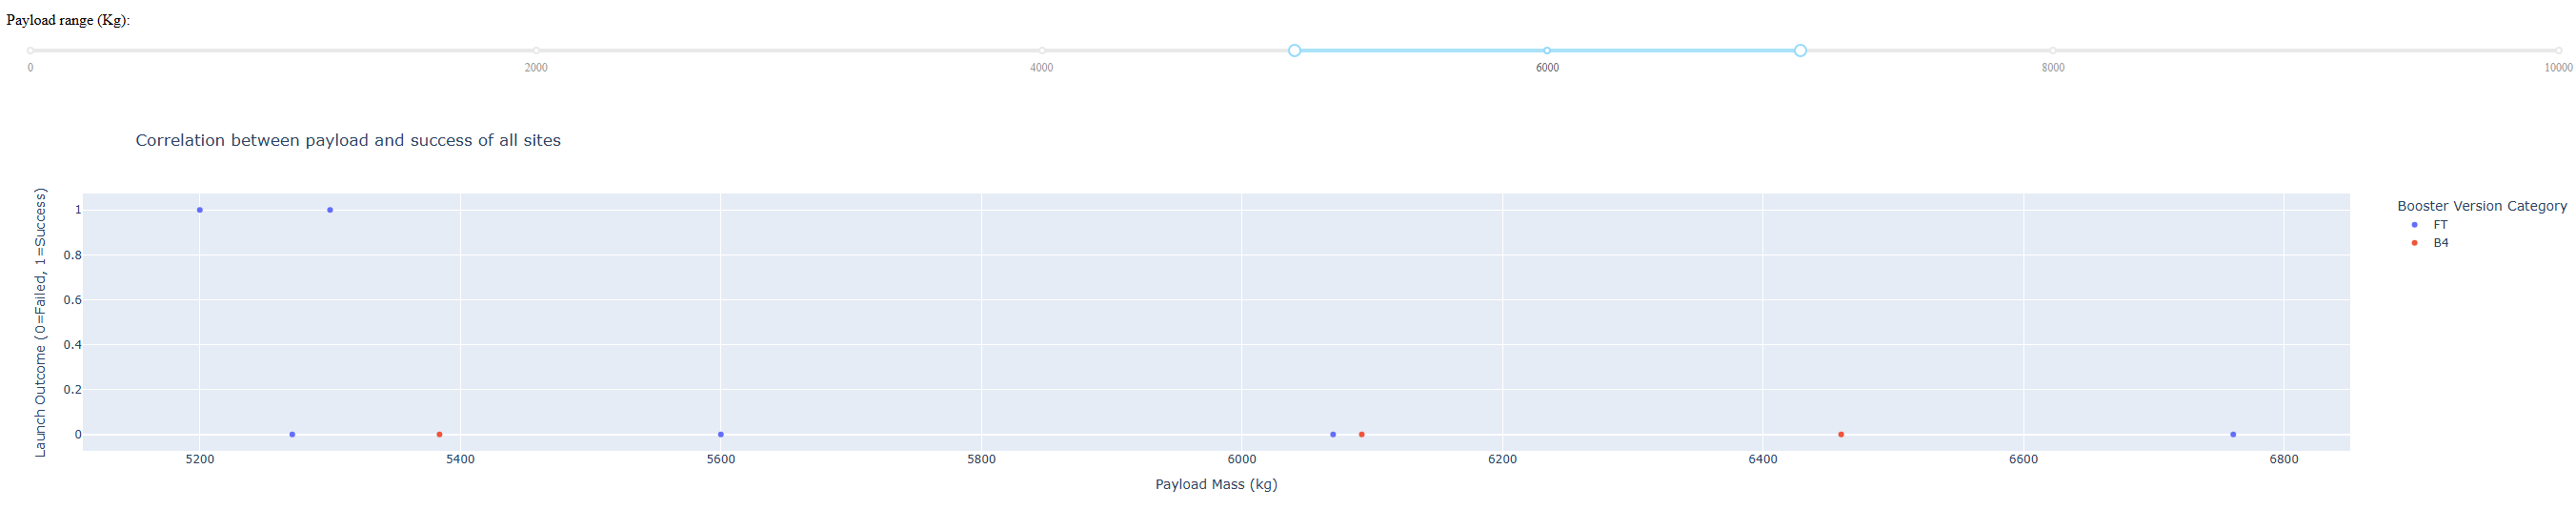 Payload range (Kg):
0 2000 4000 6000 8000 10000
Correlation between payload and success of all sites
Launch Outcome (0=Failed, 1=Success)
1
0.8
0.6
0.4
0.2
0
5200 5400 5600 5800 6000 6200 6400 6600 6800
Payload Mass (kg)
Booster Version Category
FT
B4